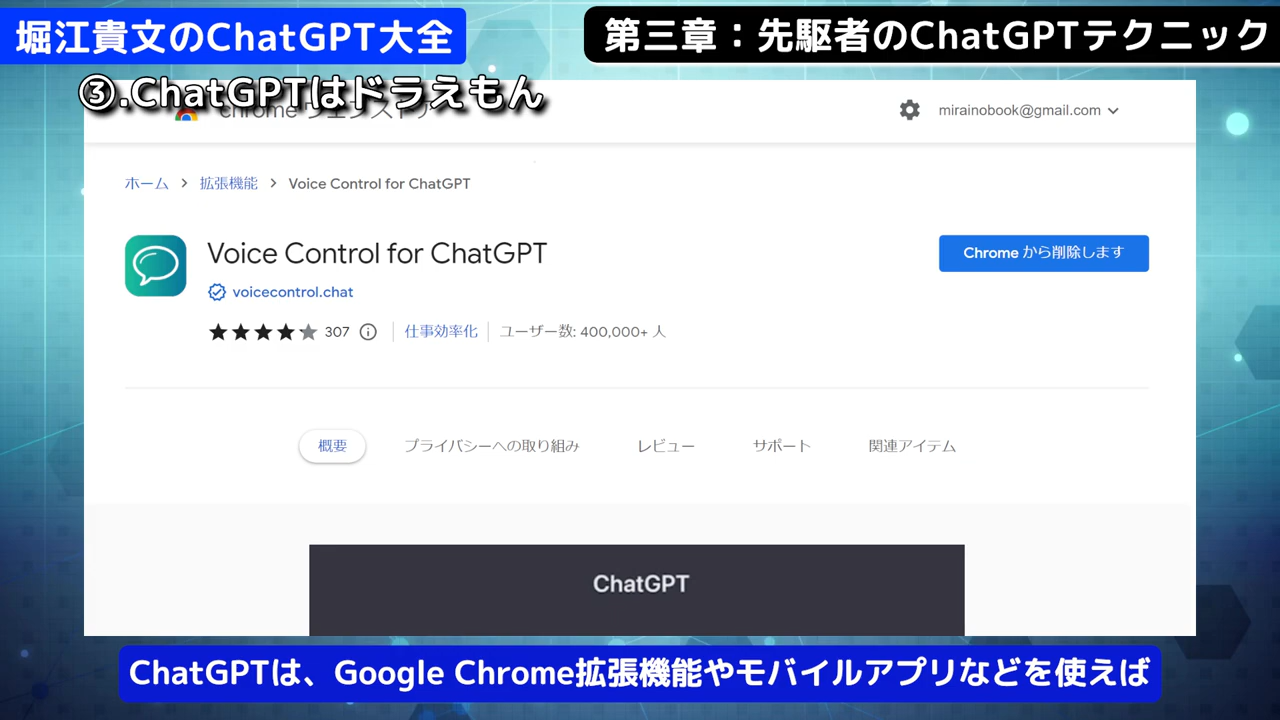 堀江貴文のChatGPT大全
第三章：先駆者のChatGPTテクニック
③.ChatGPTはドラえもん
chrome ウェブストア
mirainobook@gmail.com
ホーム > 拡張機能 > Voice Control for ChatGPT
Voice Control for ChatGPT
Chrome から削除します
voicecontrol.chat
307 仕事効率化 ユーザー数: 400,000+ 人
概要 プライバシーへの取り組み レビュー サポート 関連アイテム
ChatGPT
ChatGPTは、Google Chrome拡張機能やモバイルアプリなどを使えば